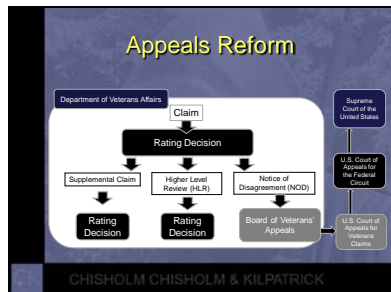 Appeals Reform
Department of Veterans Affairs
Claim
Rating Decision
Supplemental Claim
Higher Level
Review (HLR)
Notice of
Disagreement (NOD)
Rating
Decision
Rating
Decision
Board of Veterans'
Appeals
Supreme
Court of the
United States
U.S. Court of
Appeals for
the Federal
Circuit
U.S. Court of
Appeals for
Veterans
Claims
CHISHOLM CHISHOLM & KILPATRICK